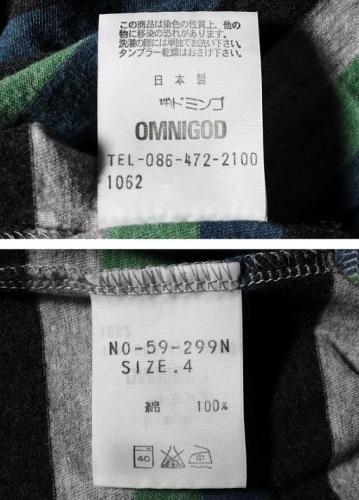 この商品は染色の性質上、他の
物に移染の恐れがあります。
洗濯の際には単独でお洗い下さい。
タンブラー乾燥はおさけ下さい。
日本製
㈱ドミンゴ
OMNIGOD
TEL-086-472-2100
1062
NO-59-299N
SIZE.4
綿 100%
40 中